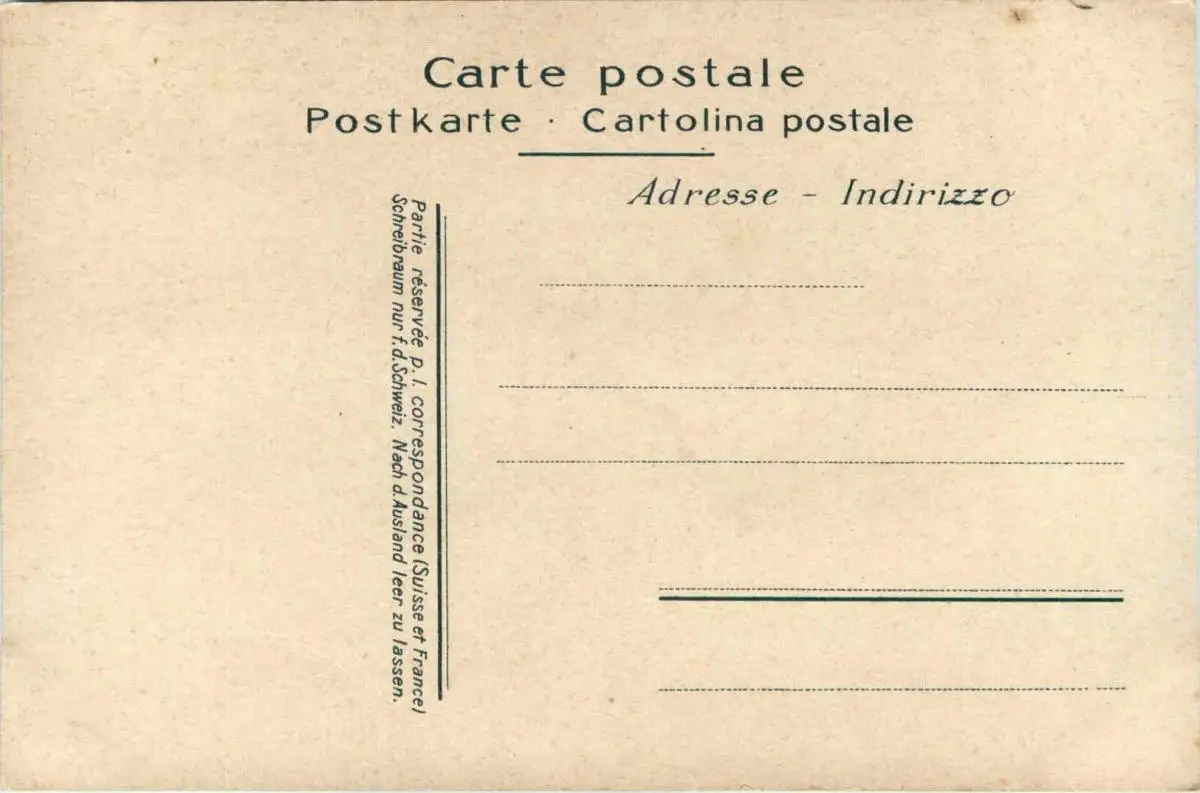 Carte postale
Postkarte · Cartolina postale
Adresse - Indirizzo
Partie réservée p. l. correspondance (Suisse et France)
Schreibraum nur f.d.Schweiz. Nach d.Ausland leer zu lassen.